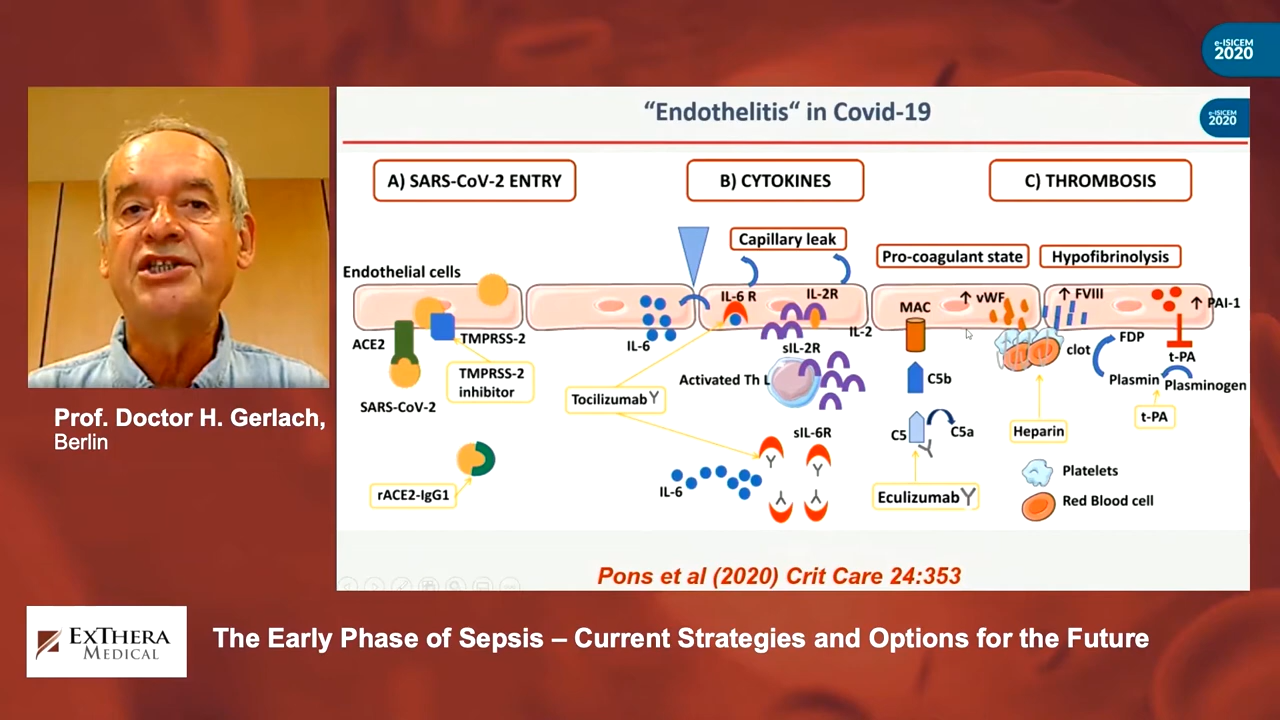 e-ISICEM
2020
"Endothelitis" in Covid-19
e-ISICEM
2020
A) SARS-CoV-2 ENTRY
B) CYTOKINES
C) THROMBOSIS
Capillary leak
Pro-coagulant state
Hypofibrinolysis
Endothelial cells
IL-6 R
IL-2R
MAC
↑ vWF
↑ FVIII
↑ PAI-1
ACE2
TMPRSS-2
IL-6
IL-2
sIL-2R
clot
FDP
t-PA
TMPRSS-2
inhibitor
Activated Th L
C5b
Plasmin
Plasminogen
SARS-CoV-2
Tocilizumab
t-PA
sIL-6R
C5
C5a
Heparin
rACE2-IgG1
IL-6
Eculizumab
Platelets
Red Blood cell
Pons et al (2020) Crit Care 24:353
Prof. Doctor H. Gerlach,
Berlin
EXTHERA
MEDICAL
The Early Phase of Sepsis – Current Strategies and Options for the Future